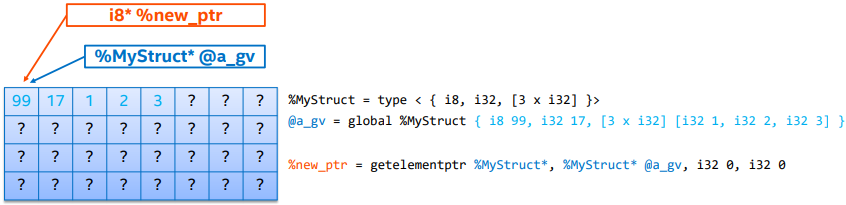 i8* %new_ptr
%MyStruct* @a_gv
99 17 1 2 3 ? ? ?
? ? ? ? ? ? ? ?
? ? ? ? ? ? ? ?
? ? ? ? ? ? ? ?
%MyStruct = type < { i8, i32, [3 x i32] }>
@a_gv = global %MyStruct { i8 99, i32 17, [3 x i32] [i32 1, i32 2, i32 3] }
%new_ptr = getelementptr %MyStruct*, %MyStruct* @a_gv, i32 0, i32 0